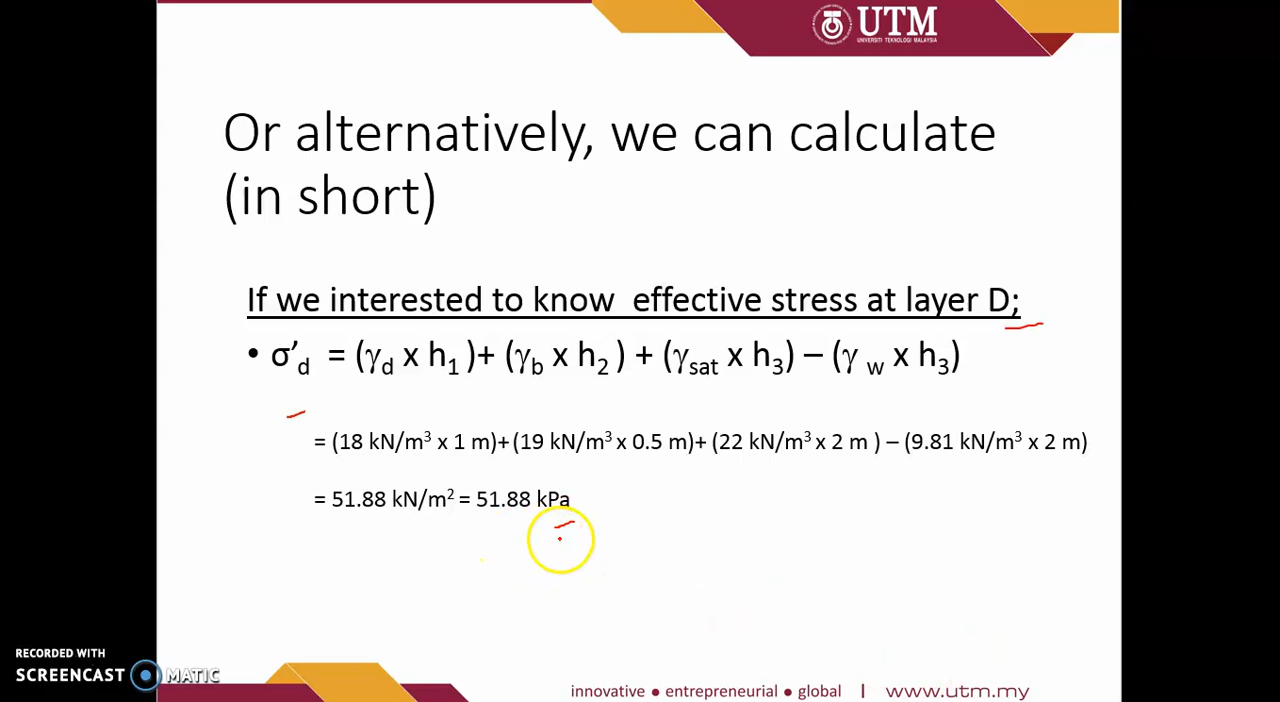 UTM
UNIVERSITI TEKNOLOGI MALAYSIA
Or alternatively, we can calculate
(in short)
If we interested to know effective stress at layer D;
• σ’d = (γd x h1 )+ (γb x h2 ) + (γsat x h3) – (γ w x h3)
= (18 kN/m³ x 1 m)+ (19 kN/m³ x 0.5 m)+ (22 kN/m³ x 2 m ) – (9.81 kN/m³ x 2 m)
= 51.88 kN/m² = 51.88 kPa
RECORDED WITH
SCREENCAST MATIC
innovative ● entrepreneurial ● global | www.utm.my